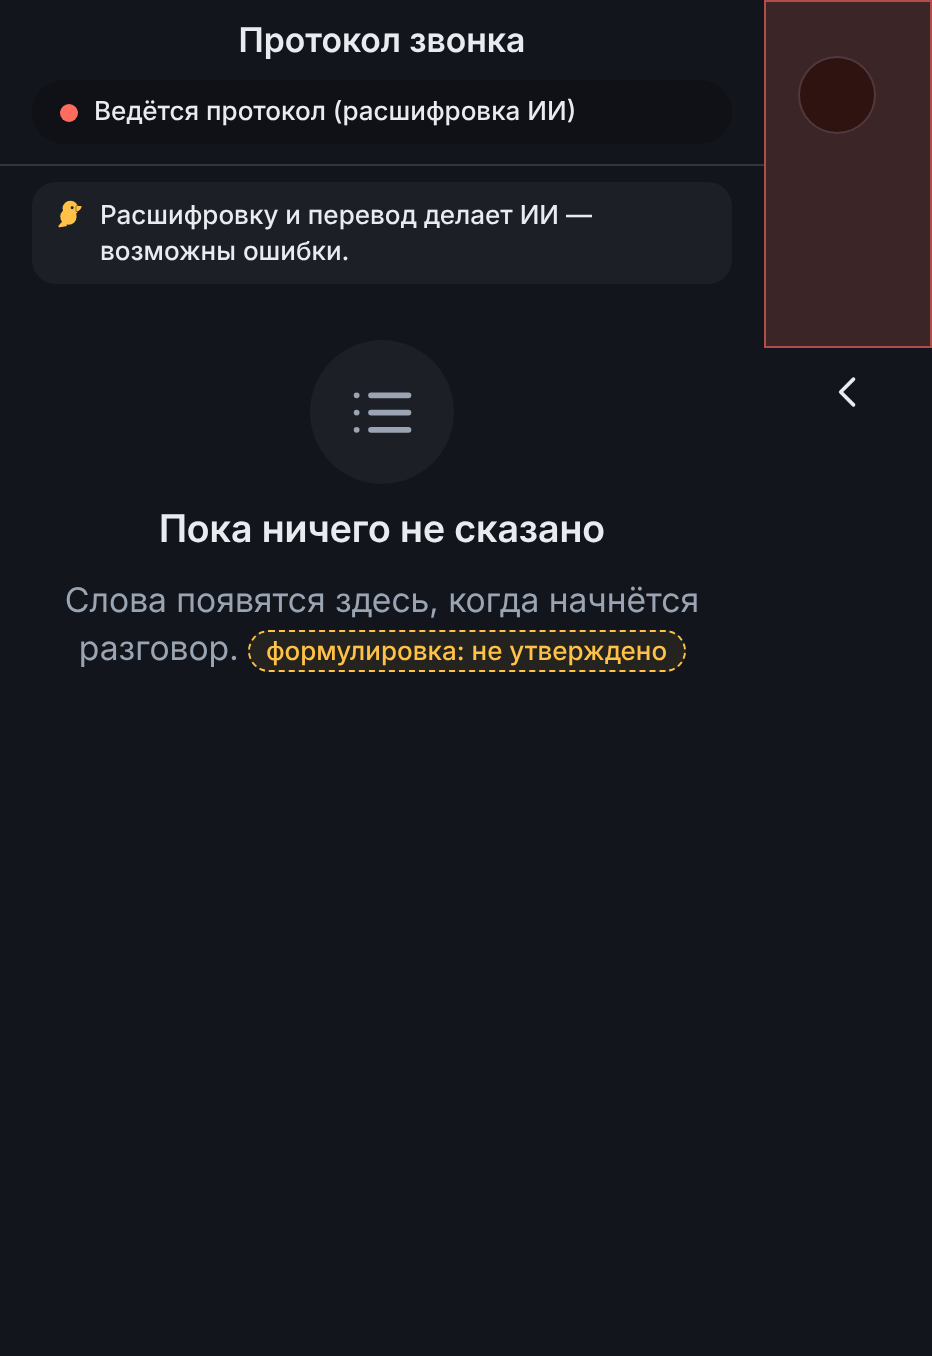 Протокол звонка
Ведётся протокол (расшифровка ИИ)
Расшифровку и перевод делает ИИ —
возможны ошибки.
Пока ничего не сказано
Слова появятся здесь, когда начнётся
разговор. формулировка: не утверждено